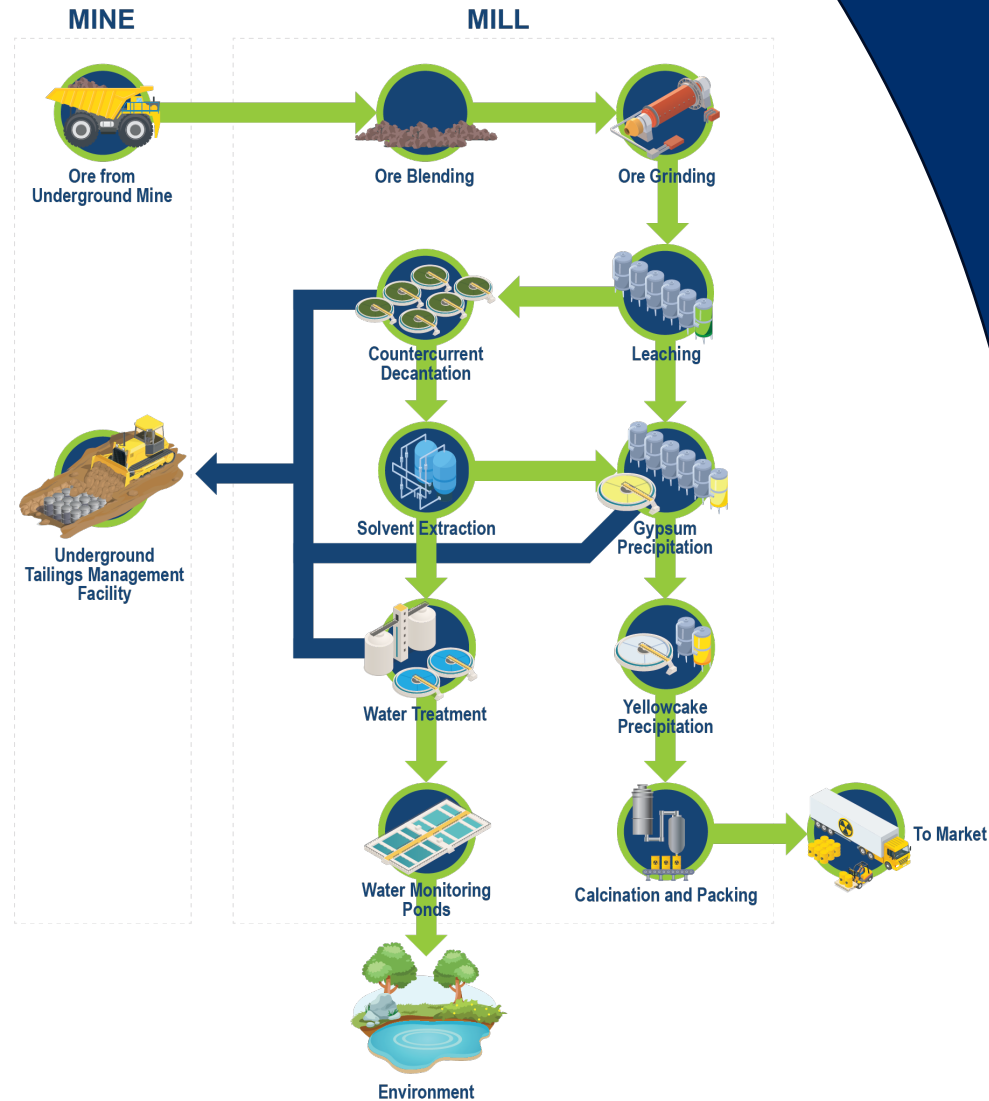 MINE
MILL
Ore from
Underground Mine
Ore Blending
Ore Grinding
Countercurrent
Decantation
Leaching
Solvent Extraction
Gypsum
Precipitation
Underground
Tailings Management
Facility
Water Treatment
Yellowcake
Precipitation
To Market
Water Monitoring
Ponds
Calcination and Packing
Environment